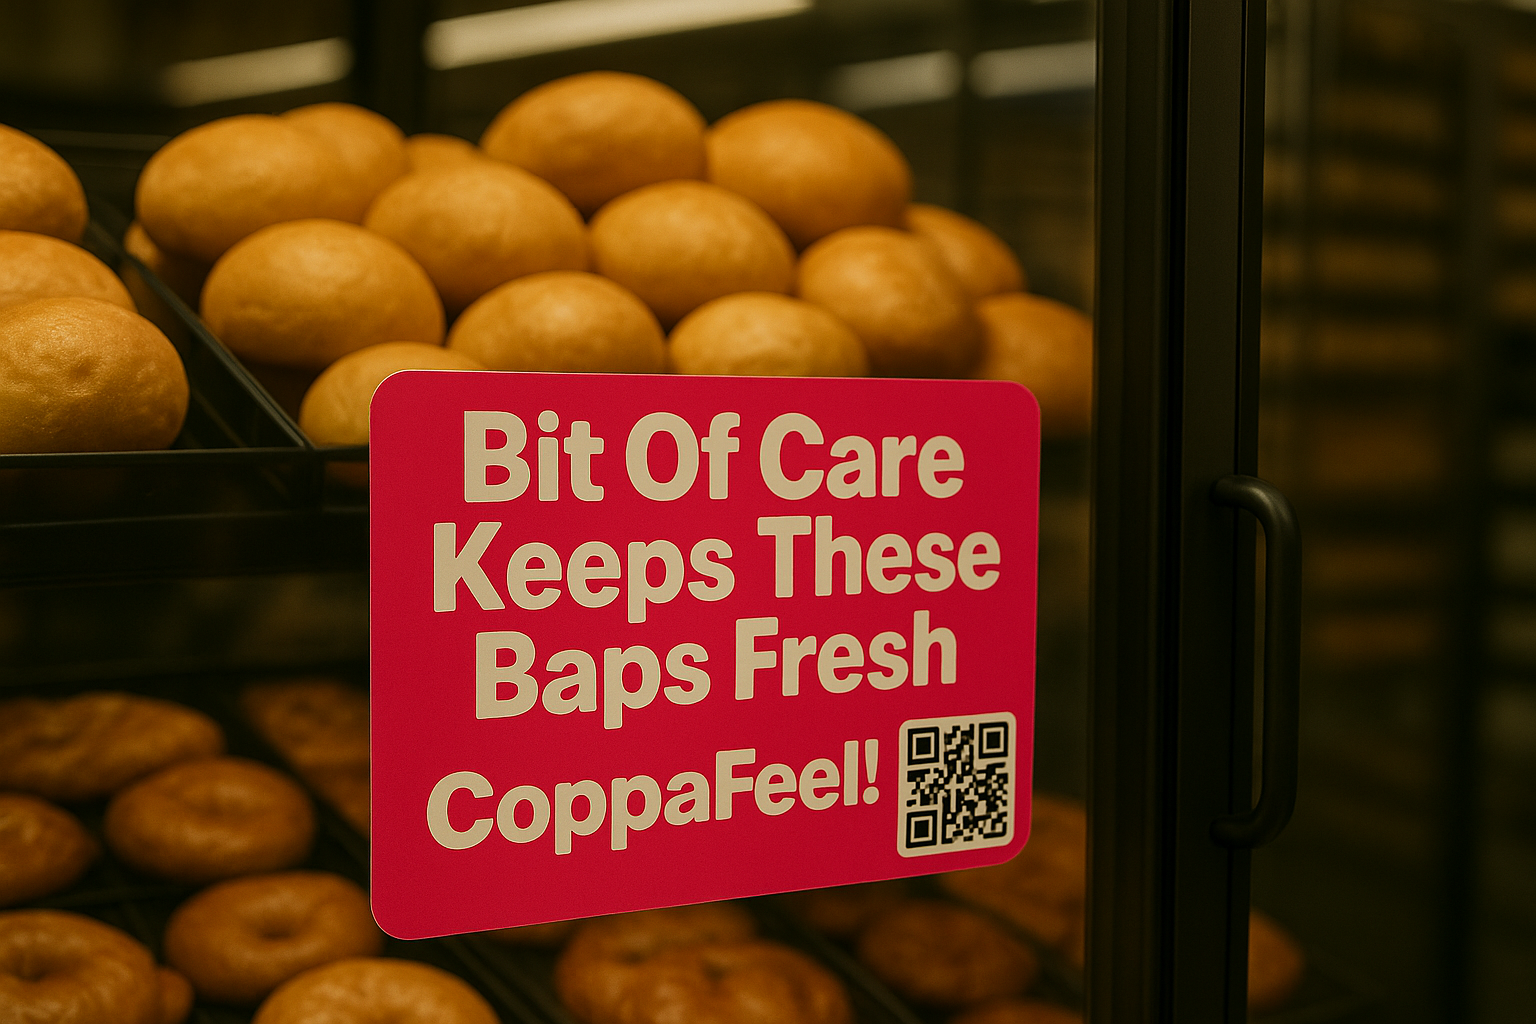 Bit Of Care
Keeps These
Baps Fresh
CoppaFeel!